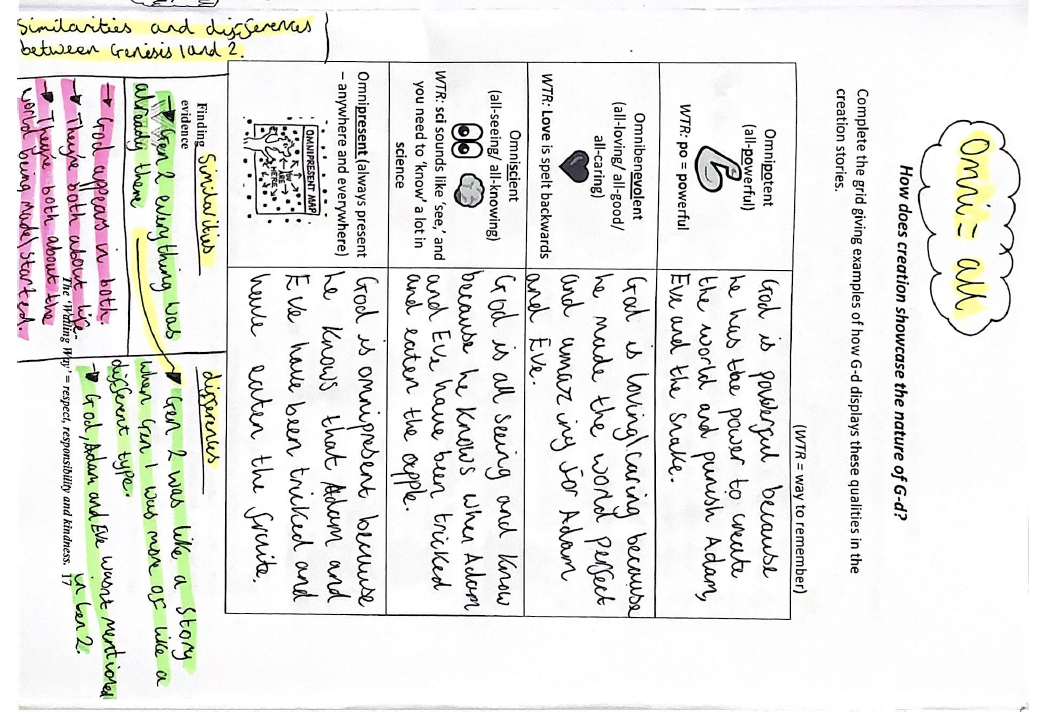 Omni = all
How does creation showcase the nature of G-d?
Complete the grid giving examples of how G-d displays these qualities in the
creation stories.
(WTR = way to remember)
Omnipotent
(all-powerful)
WTR: po = powerful
God is powerful because
he has the power to create
the world and punish Adam,
Eve and the Snake.
Omnibenevolent
(all-loving/ all-good/
all-caring)
WTR: Love is spelt backwards
God is loving/caring because
he made the world perfect
and amazing for Adam
and Eve.
Omniscient
(all-seeing/ all-knowing)
WTR: sci sounds like 'see', and
you need to 'know' a lot in
science
God is all seeing and know
because he knows when Adam
and Eve have been tricked
and eaten the apple.
Omnipresent (always present
– anywhere and everywhere)
OMNIPRESENT MAP
YOU
ARE
HERE
God is omnipresent because
he knows that Adam and
Eve have been tricked and
have eaten the fruite.
Similarities and differences
between Genesis 1 and 2.
Finding
evidence
Similarities
→ Gen 2 everything was
already there
→ God appears in both.
→ They're both about life
→ They're both about the
world being made/started.
differences
→ Gen 2 was like a story
when Gen 1 was more of like a
different type.
→ God, Adam and Eve wasnt mentioned
in Gen 2.
The 'Watling Way' = respect, responsibility and kindness. 17